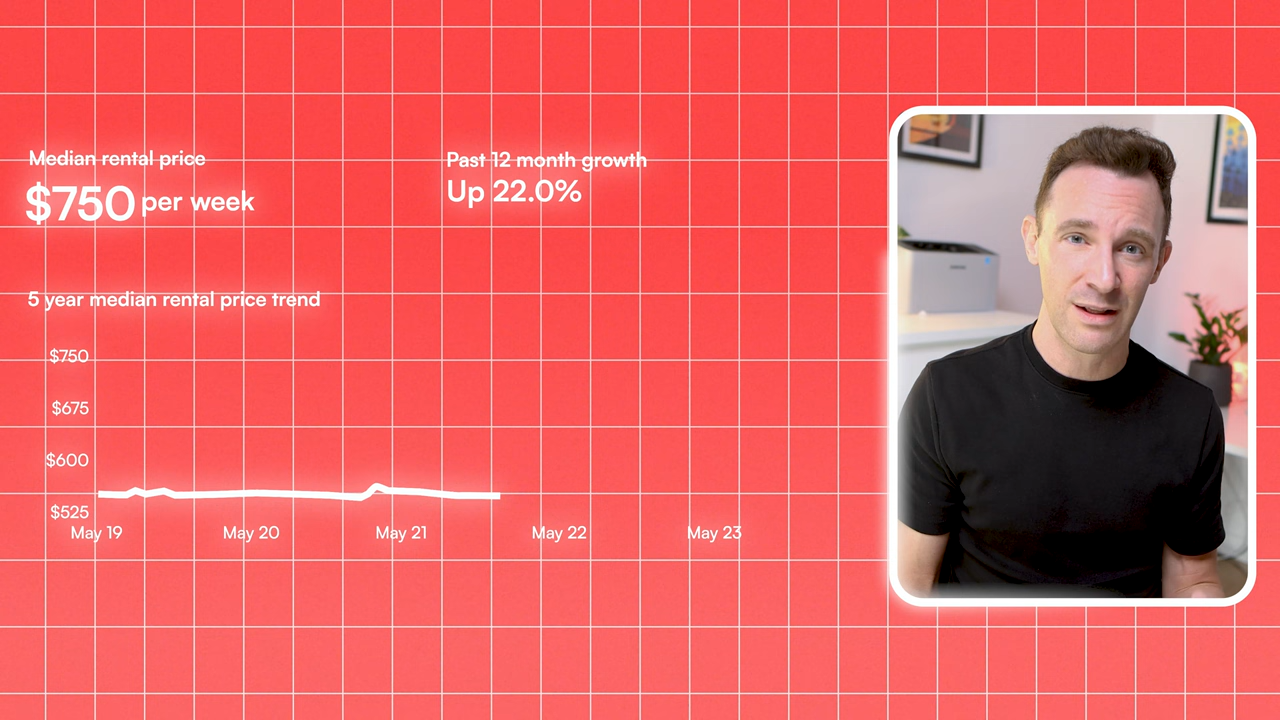 Median rental price
$750 per week
Past 12 month growth
Up 22.0%
5 year median rental price trend
$750
$675
$600
$525
May 19 May 20 May 21 May 22 May 23